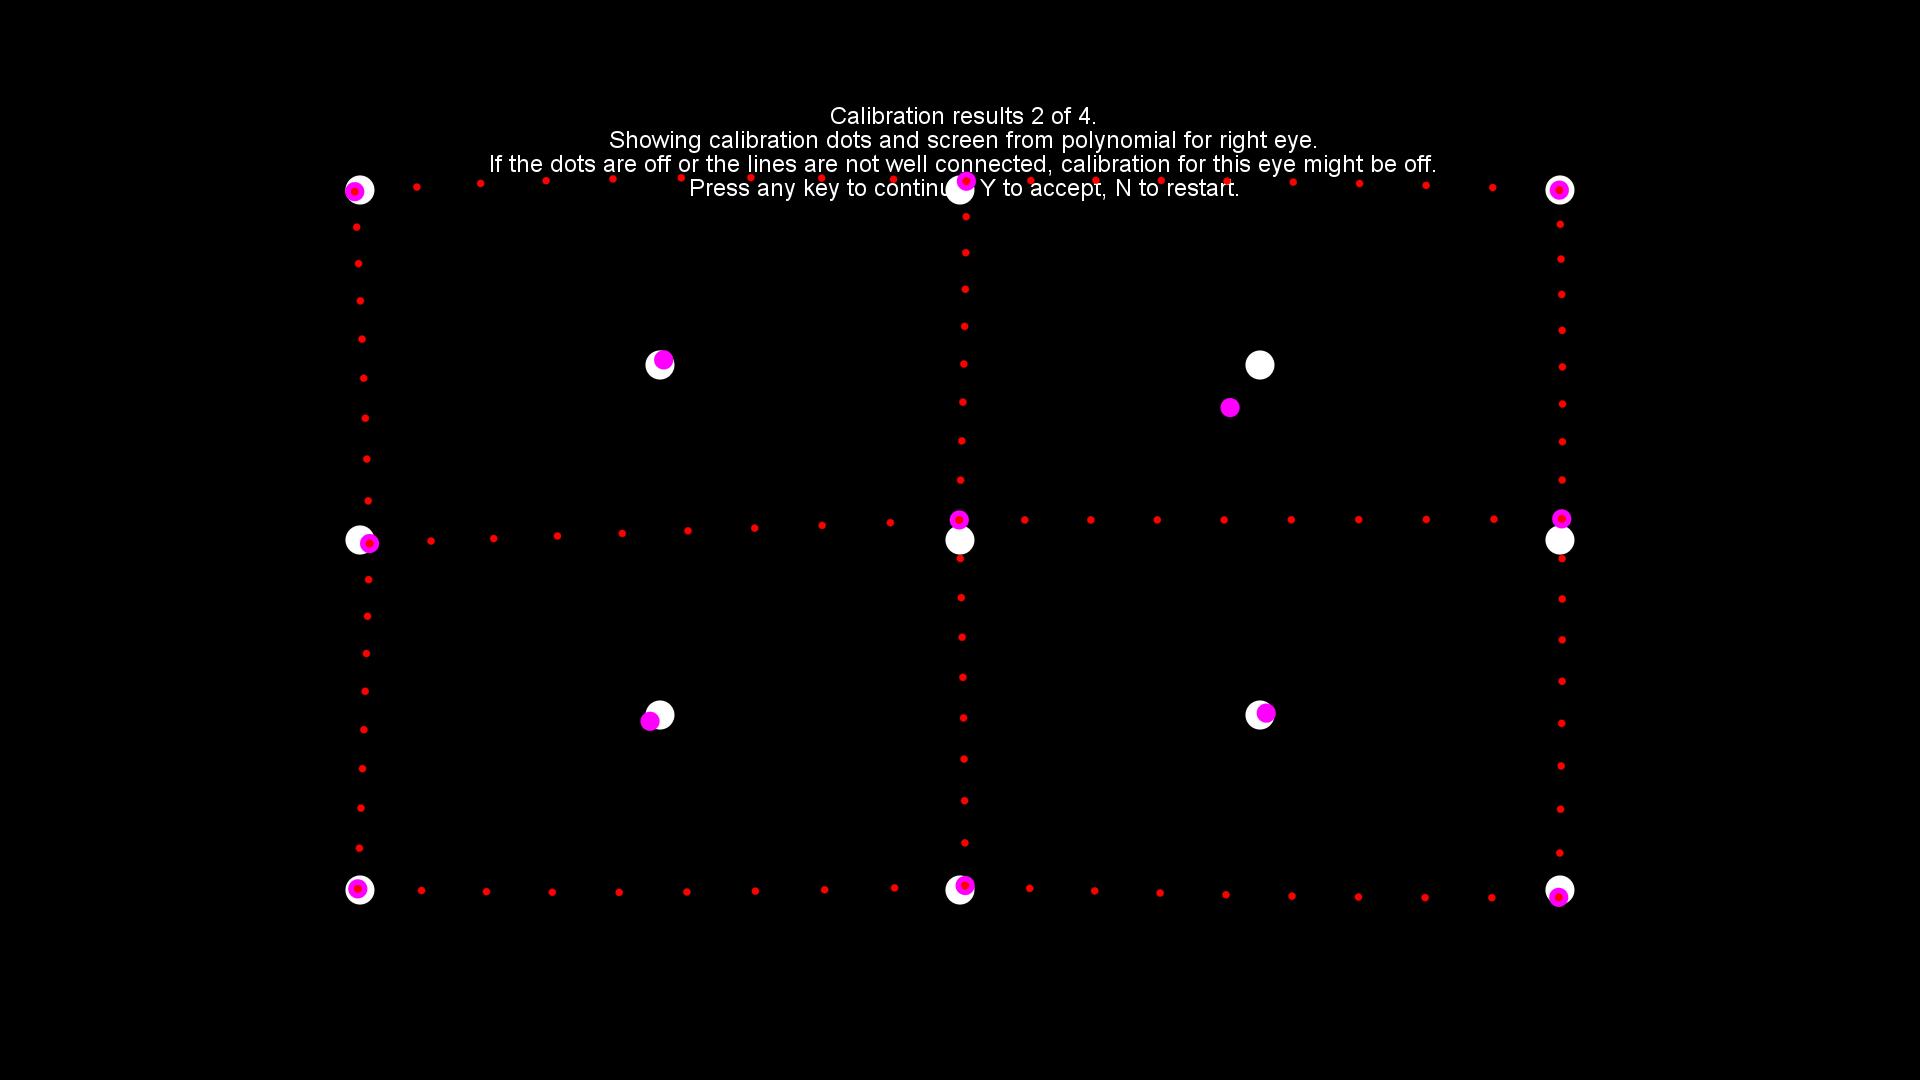 Calibration results 2 of 4.
Showing calibration dots and screen from polynomial for right eye.
If the dots are off or the lines are not well connected, calibration for this eye might be off.
Press any key to continu Y to accept, N to restart.